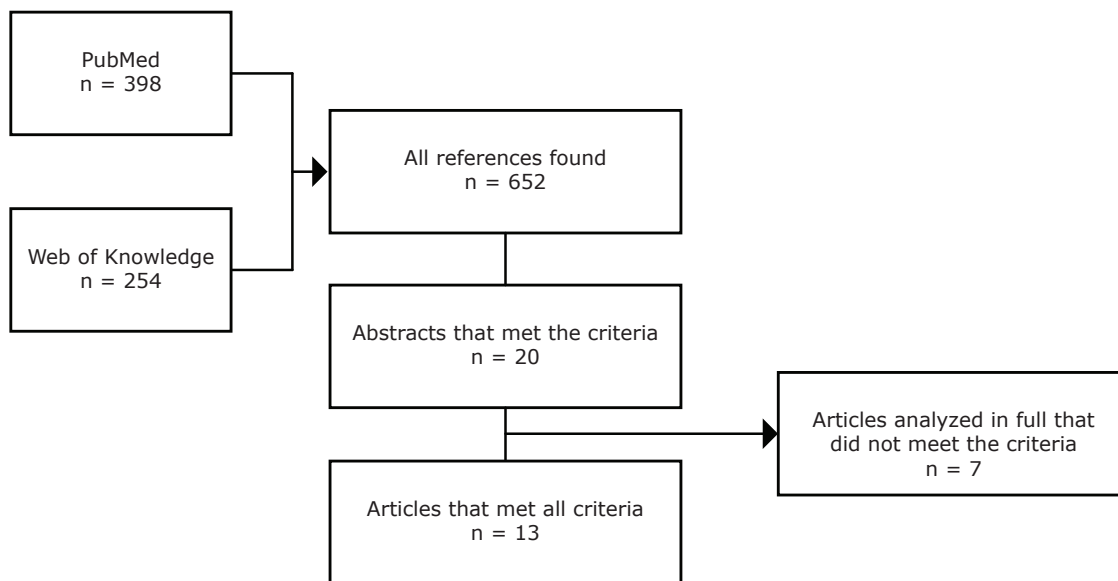 PubMed
n = 398
Web of Knowledge
n = 254
All references found
n = 652
Abstracts that met the criteria
n = 20
Articles analyzed in full that
did not meet the criteria
n = 7
Articles that met all criteria
n = 13